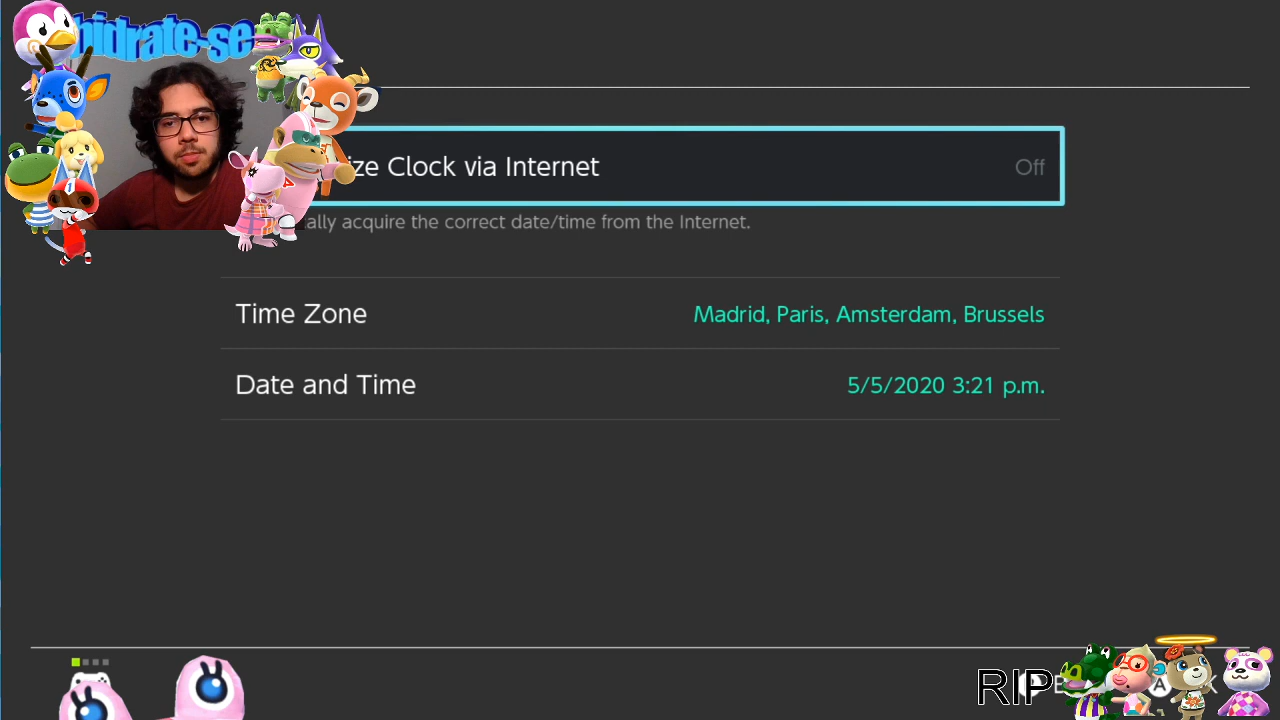 hidrate-se
ize Clock via Internet
Off
ally acquire the correct date/time from the Internet.
Time Zone
Madrid, Paris, Amsterdam, Brussels
Date and Time
5/5/2020 3:21 p.m.
RIP
A